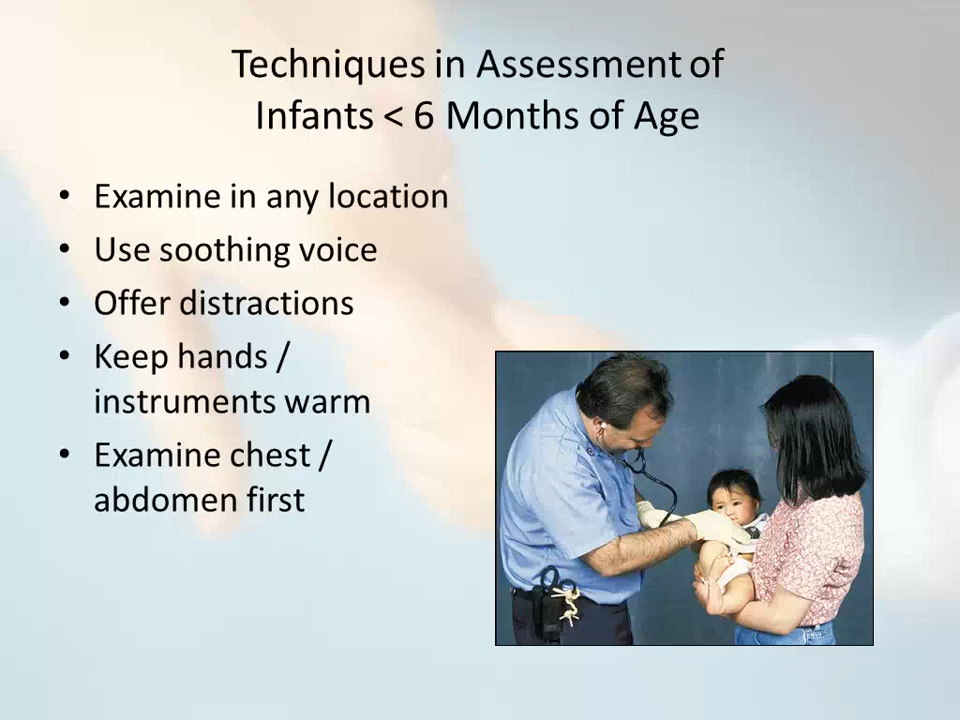 Techniques in Assessment of
Infants < 6 Months of Age
• Examine in any location
• Use soothing voice
• Offer distractions
• Keep hands /
instruments warm
• Examine chest /
abdomen first